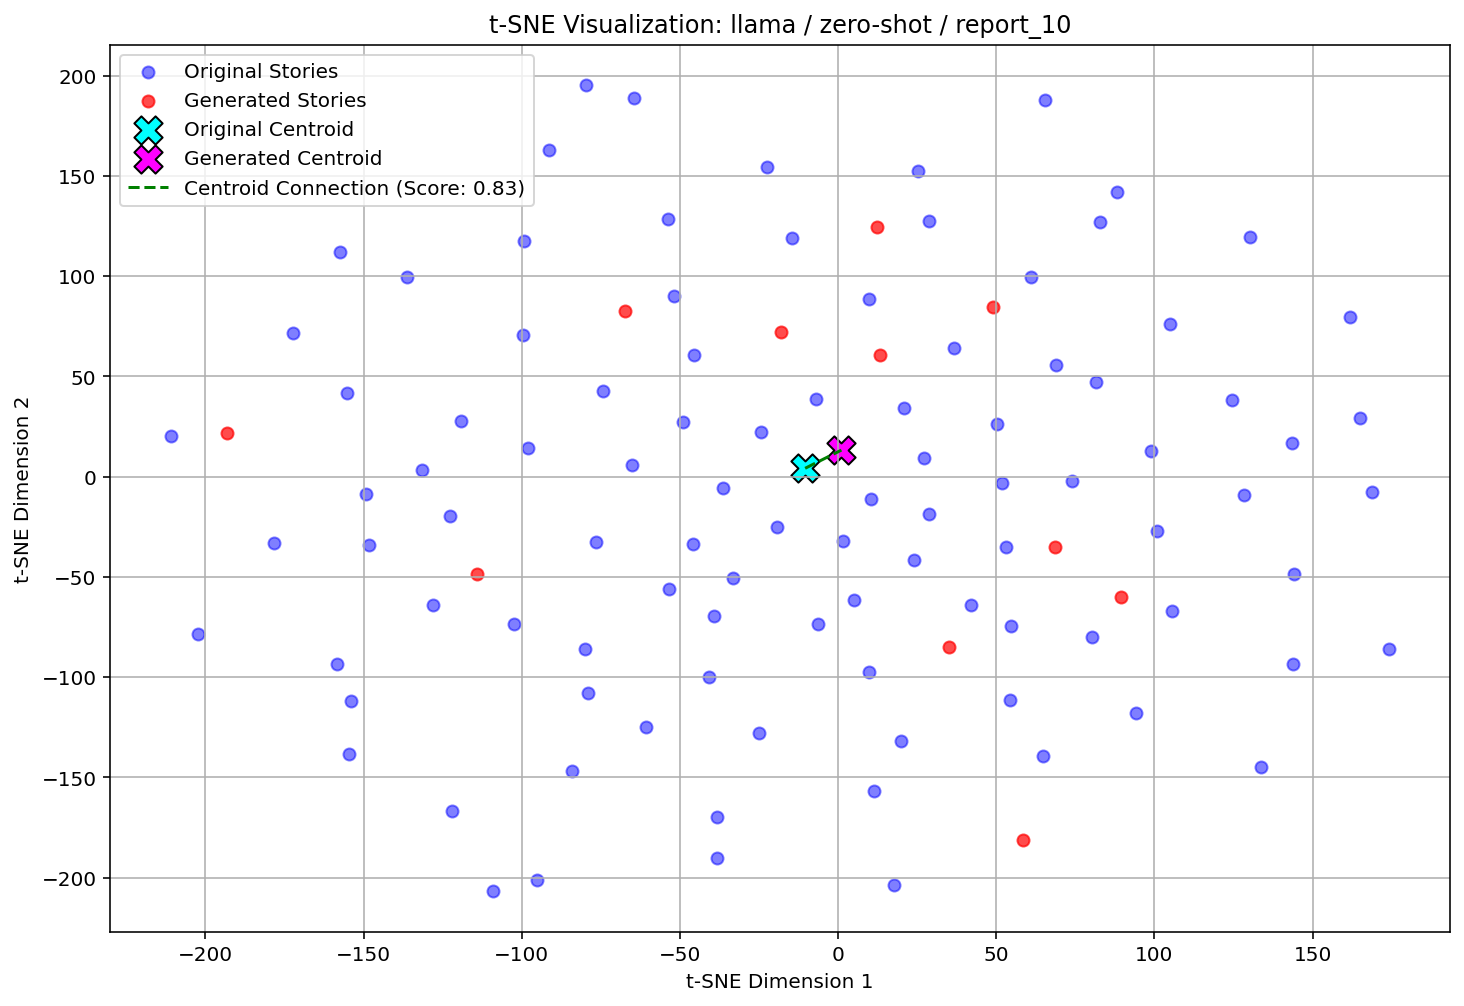 t-SNE Visualization: llama / zero-shot / report_10
Original Stories
Generated Stories
Original Centroid
Generated Centroid
Centroid Connection (Score: 0.83)
200
150
100
50
0
−50
−100
−150
−200
t-SNE Dimension 2
−200
−150
−100
−50
0
50
100
150
t-SNE Dimension 1